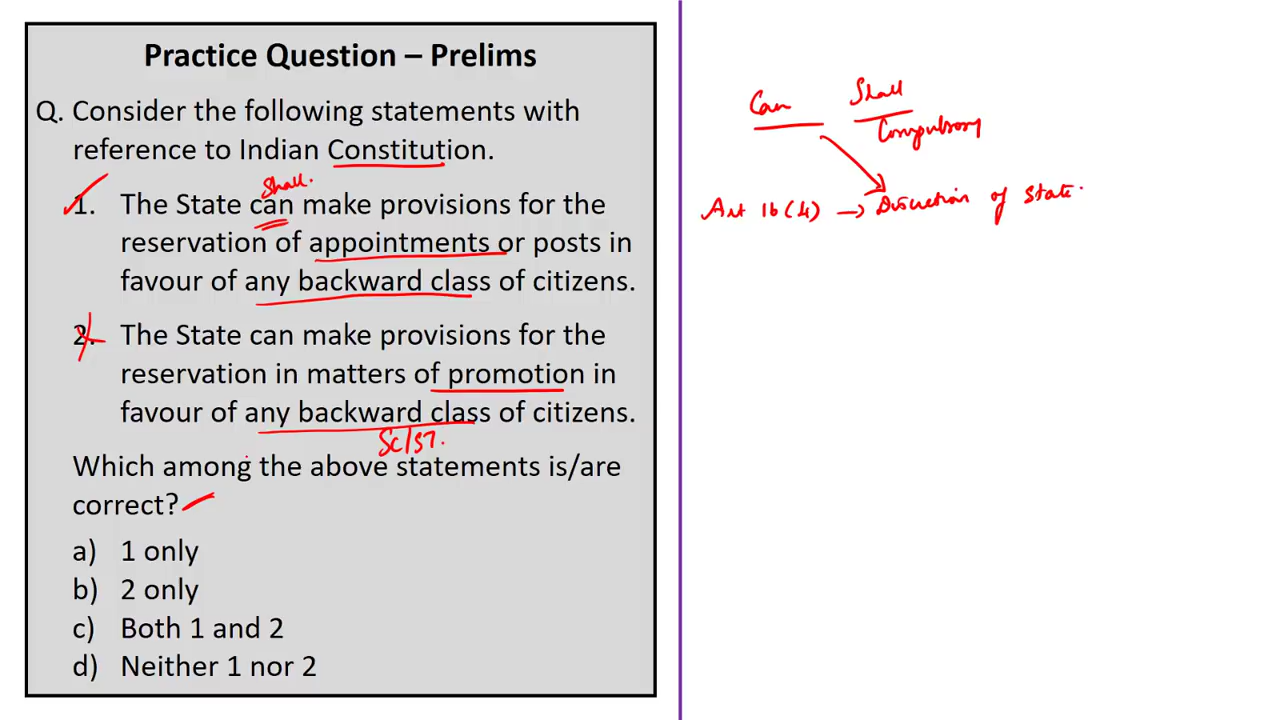 Practice Question – Prelims
Q. Consider the following statements with
reference to Indian Constitution.
Shall.
1. The State can make provisions for the
reservation of appointments or posts in
favour of any backward class of citizens.
2. The State can make provisions for the
reservation in matters of promotion in
favour of any backward class of citizens.
SC/ST.
Which among the above statements is/are
correct?
a) 1 only
b) 2 only
c) Both 1 and 2
d) Neither 1 nor 2
Can Shall
Compulsory
Art 16(4) → Discretion of State.